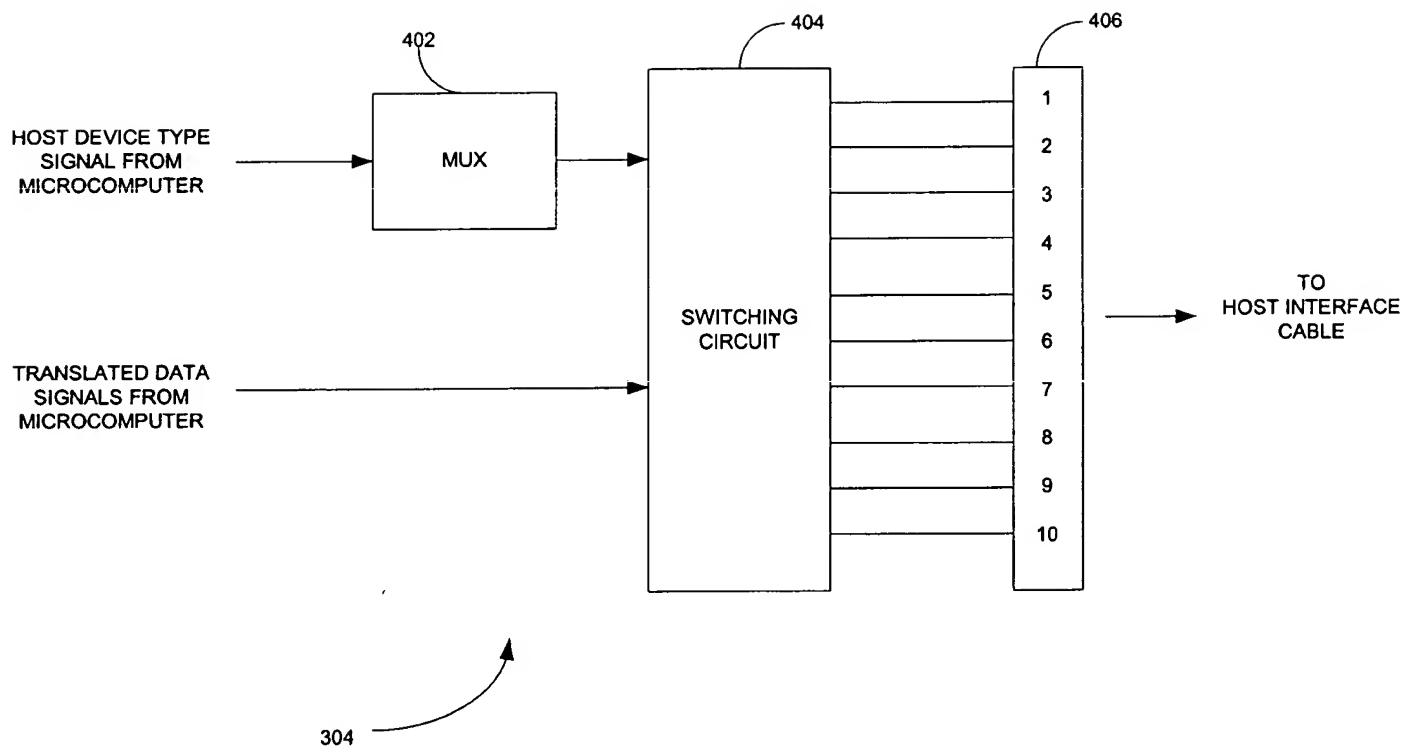 402
404
406
HOST DEVICE TYPE
SIGNAL FROM
MICROCOMPUTER
MUX
1
2
3
4
5
6
7
8
9
10
SWITCHING
CIRCUIT
TO
HOST INTERFACE
CABLE
TRANSLATED DATA
SIGNALS FROM
MICROCOMPUTER
304